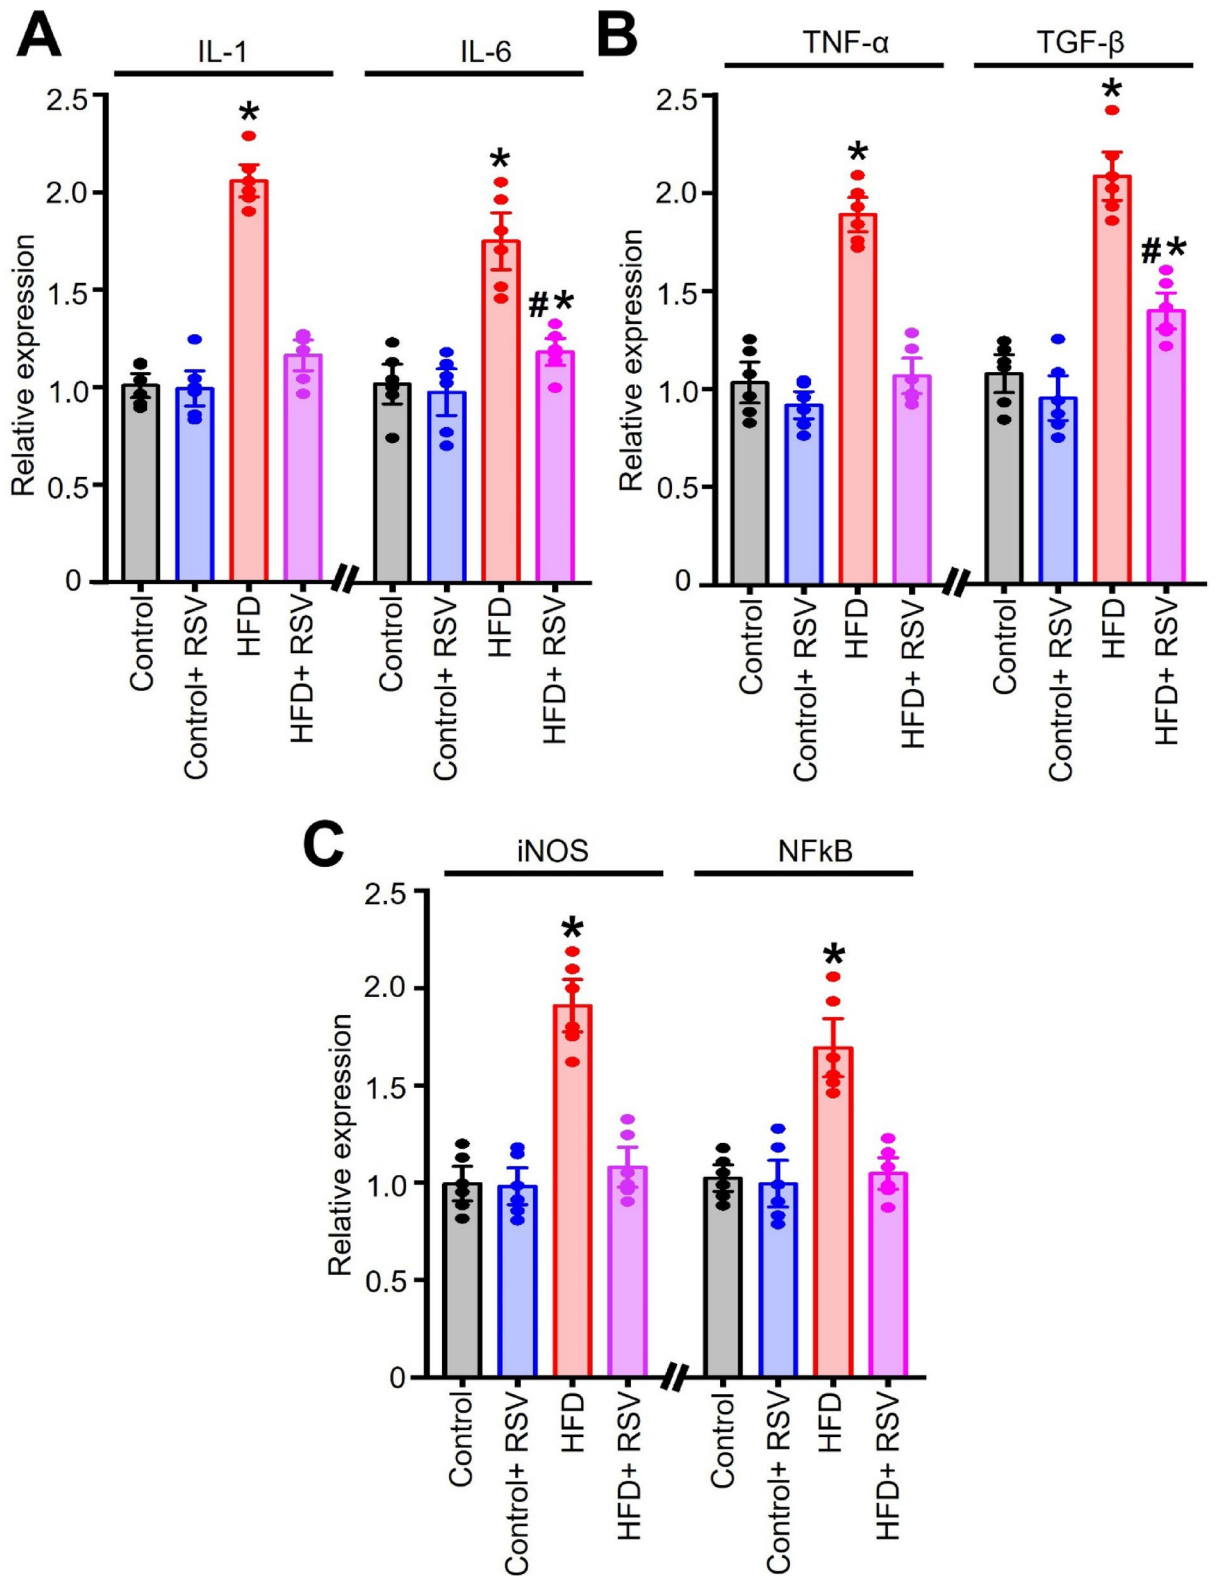 A
IL-1
IL-6
*
*
#*
Relative expression
2.5
2.0
1.5
1.0
0.5
0
Control
Control+ RSV
HFD
HFD+ RSV
Control
Control+ RSV
HFD
HFD+ RSV
B
TNF-α
TGF-β
*
*
#*
Relative expression
2.5
2.0
1.5
1.0
0.5
0
Control
Control+ RSV
HFD
HFD+ RSV
Control
Control+ RSV
HFD
HFD+ RSV
C
iNOS
NFkB
*
*
Relative expression
2.5
2.0
1.5
1.0
0.5
0
Control
Control+ RSV
HFD
HFD+ RSV
Control
Control+ RSV
HFD
HFD+ RSV